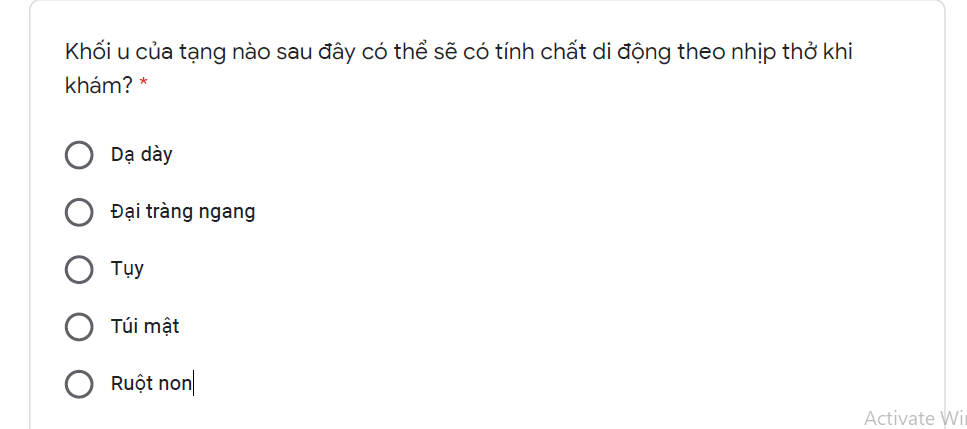 Khối u của tạng nào sau đây có thể sẽ có tính chất di động theo nhịp thở khi
khám? *
Dạ dày
Đại tràng ngang
Tụy
Túi mật
Ruột non
Activate Wi